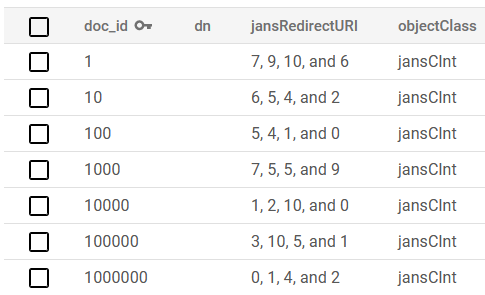 doc_id dn jansRedirectURI objectClass
1 7, 9, 10, and 6 jansClnt
10 6, 5, 4, and 2 jansClnt
100 5, 4, 1, and 0 jansClnt
1000 7, 5, 5, and 9 jansClnt
10000 1, 2, 10, and 0 jansClnt
100000 3, 10, 5, and 1 jansClnt
1000000 0, 1, 4, and 2 jansClnt